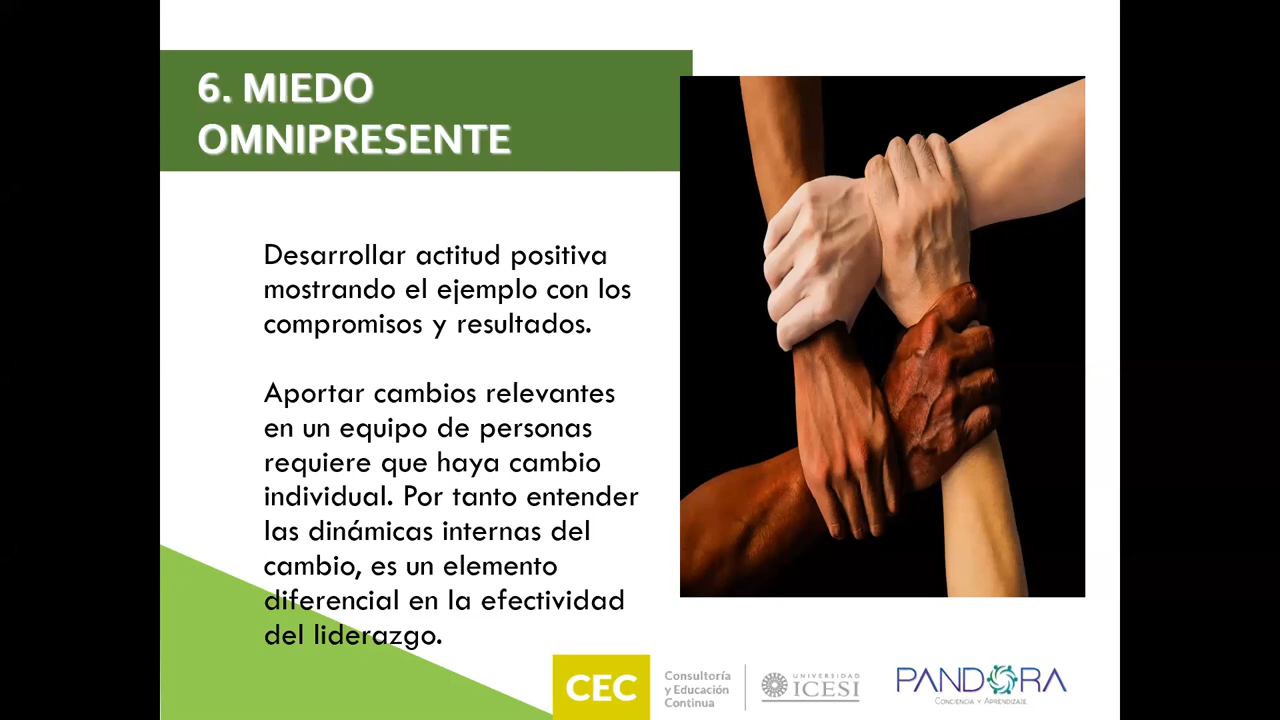 6. MIEDO
OMNIPRESENTE
Desarrollar actitud positiva
mostrando el ejemplo con los
compromisos y resultados.
Aportar cambios relevantes
en un equipo de personas
requiere que haya cambio
individual. Por tanto entender
las dinámicas internas del
cambio, es un elemento
diferencial en la efectividad
del liderazgo.
CEC
Consultoría
y Educación
Continua
UNIVERSIDAD
ICESI
PANDORA
CONCIENCIA Y APRENDIZAJE